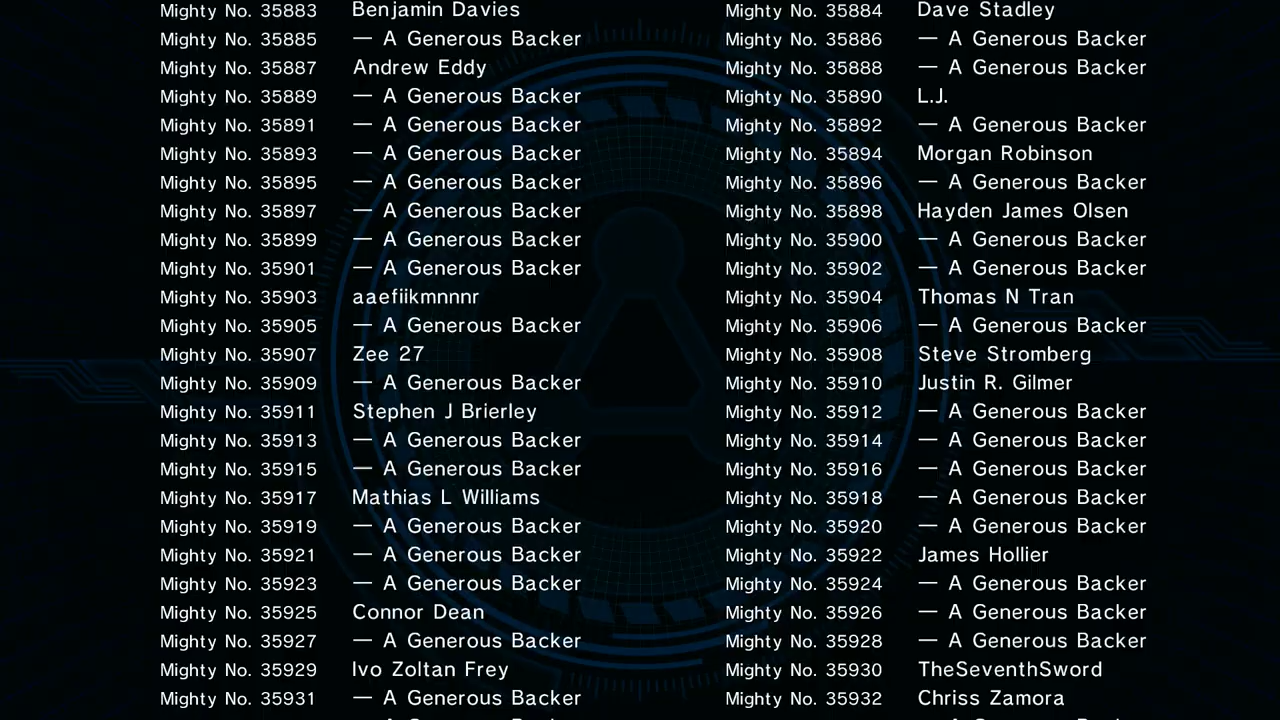 Mighty No. 35883 Benjamin Davies Mighty No. 35884 Dave Stadley
Mighty No. 35885 — A Generous Backer Mighty No. 35886 — A Generous Backer
Mighty No. 35887 Andrew Eddy Mighty No. 35888 — A Generous Backer
Mighty No. 35889 — A Generous Backer Mighty No. 35890 L.J.
Mighty No. 35891 — A Generous Backer Mighty No. 35892 — A Generous Backer
Mighty No. 35893 — A Generous Backer Mighty No. 35894 Morgan Robinson
Mighty No. 35895 — A Generous Backer Mighty No. 35896 — A Generous Backer
Mighty No. 35897 — A Generous Backer Mighty No. 35898 Hayden James Olsen
Mighty No. 35899 — A Generous Backer Mighty No. 35900 — A Generous Backer
Mighty No. 35901 — A Generous Backer Mighty No. 35902 — A Generous Backer
Mighty No. 35903 aaefiikmnnnr Mighty No. 35904 Thomas N Tran
Mighty No. 35905 — A Generous Backer Mighty No. 35906 — A Generous Backer
Mighty No. 35907 Zee 27 Mighty No. 35908 Steve Stromberg
Mighty No. 35909 — A Generous Backer Mighty No. 35910 Justin R. Gilmer
Mighty No. 35911 Stephen J Brierley Mighty No. 35912 — A Generous Backer
Mighty No. 35913 — A Generous Backer Mighty No. 35914 — A Generous Backer
Mighty No. 35915 — A Generous Backer Mighty No. 35916 — A Generous Backer
Mighty No. 35917 Mathias L Williams Mighty No. 35918 — A Generous Backer
Mighty No. 35919 — A Generous Backer Mighty No. 35920 — A Generous Backer
Mighty No. 35921 — A Generous Backer Mighty No. 35922 James Hollier
Mighty No. 35923 — A Generous Backer Mighty No. 35924 — A Generous Backer
Mighty No. 35925 Connor Dean Mighty No. 35926 — A Generous Backer
Mighty No. 35927 — A Generous Backer Mighty No. 35928 — A Generous Backer
Mighty No. 35929 Ivo Zoltan Frey Mighty No. 35930 TheSeventhSword
Mighty No. 35931 — A Generous Backer Mighty No. 35932 Chriss Zamora